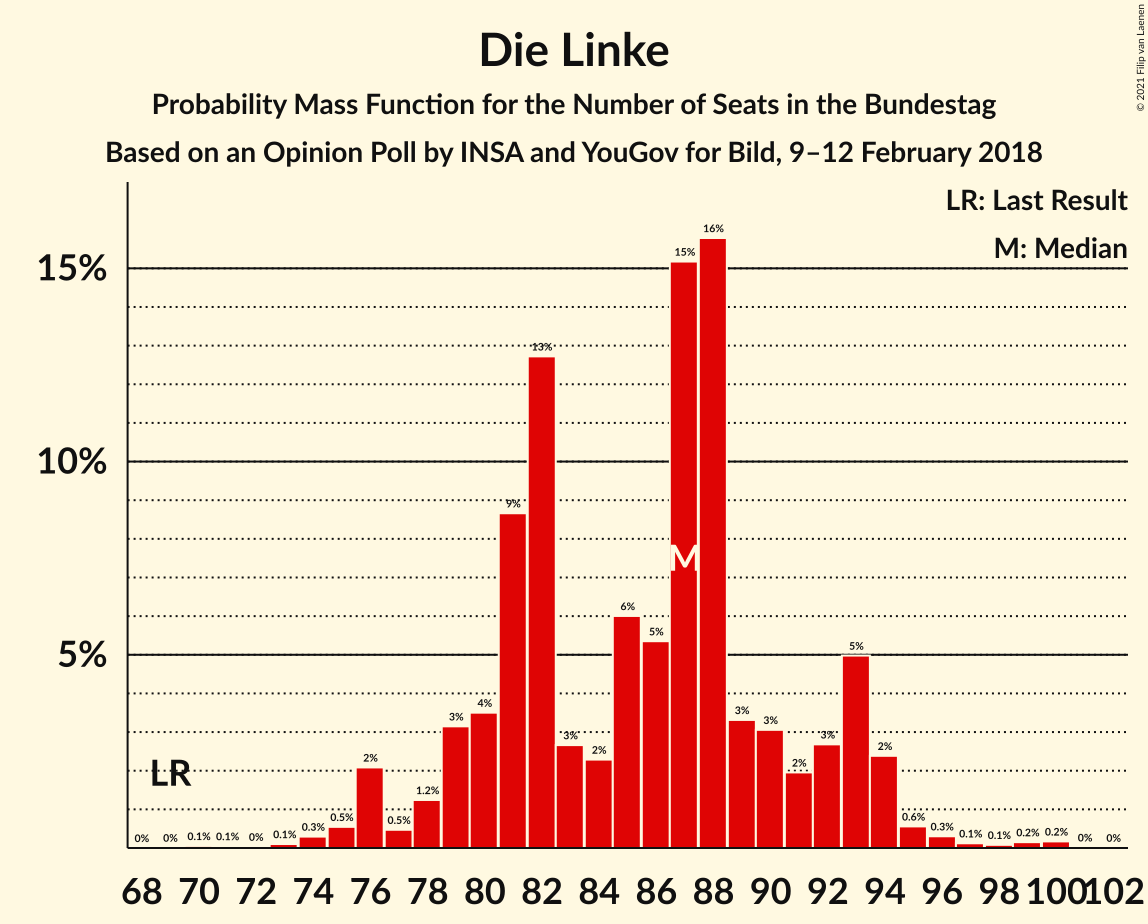 Die Linke
Probability Mass Function for the Number of Seats in the Bundestag
Based on an Opinion Poll by INSA and YouGov for Bild, 9–12 February 2018
© 2021 Filip van Laenen
LR: Last Result
M: Median
15%
10%
5%
LR
M
0% 0% 0.1% 0.1% 0% 0.1% 0.3% 0.5% 2% 0.5% 1.2% 3% 4% 9% 13% 3% 2% 6% 5% 15% 16% 3% 3% 2% 3% 5% 2% 0.6% 0.3% 0.1% 0.1% 0.2% 0.2% 0% 0%
68 70 72 74 76 78 80 82 84 86 88 90 92 94 96 98 100 102